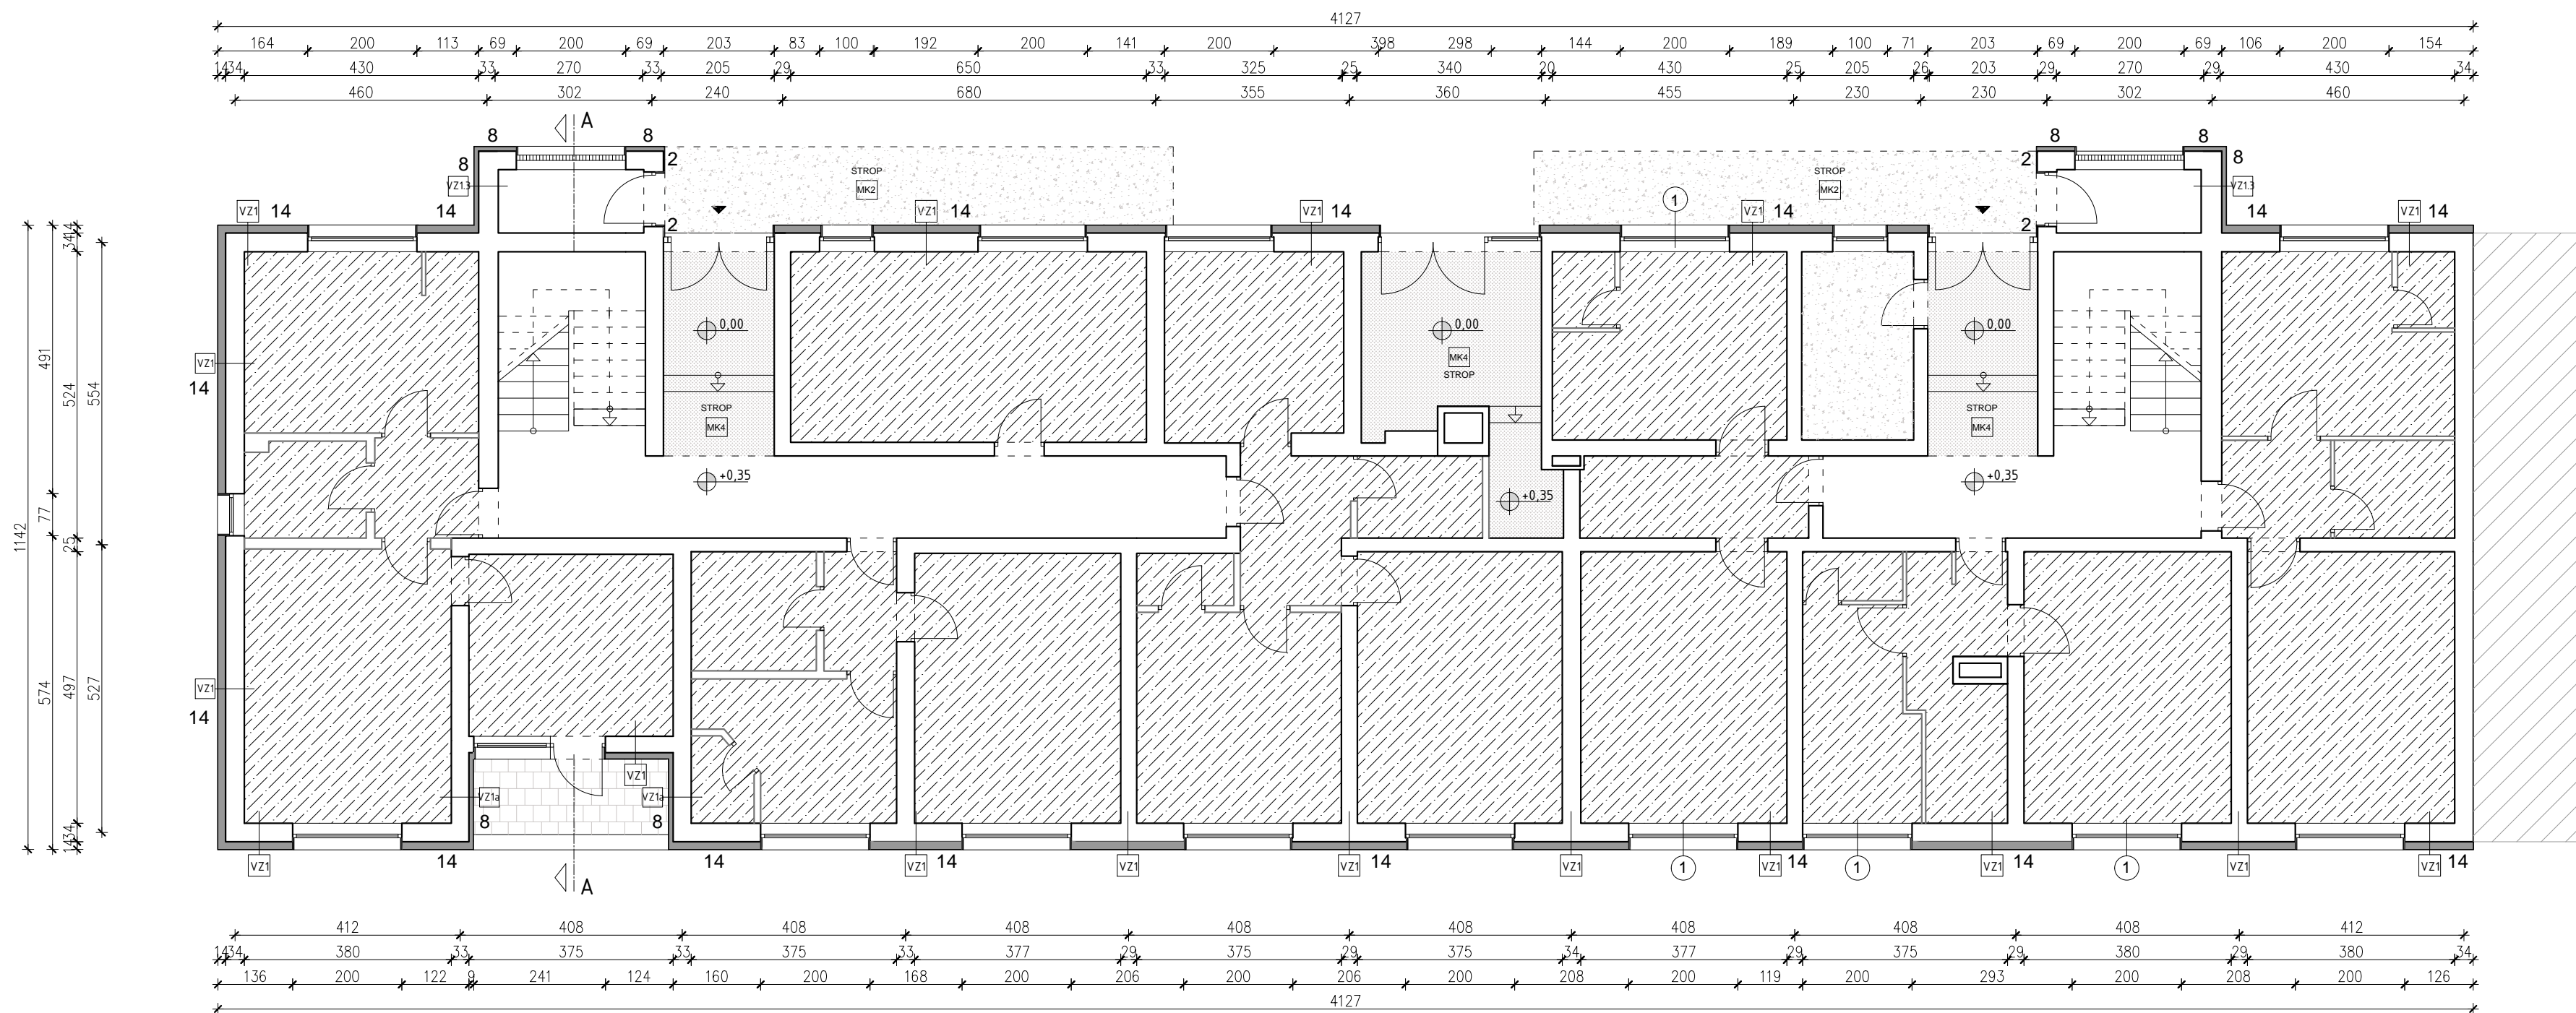 4127
164 200 113 69 200 69 203 83 100 192 200 141 200 398 298 144 200 189 100 71 203 69 200 69 106 200 154
14 34 430 33 270 33 205 29 650 33 325 25 340 20 430 25 205 26 203 29 270 29 430 34
460 302 240 680 355 360 455 230 230 302 460
A
8 8 8 8
8 2 2 8
STROP STROP
MK2 MK2
VZ1.3 VZ1.3
1
VZ1 14 14 VZ1 14 VZ1 14 VZ1 14 14 VZ1 14
2 2
0,00 0,00 0,00
MK4
STROP
VZ1
14
STROP STROP
MK4 MK4
+0,35 +0,35 +0,35
VZ1
14
VZ1
VZ1a VZ1a
8 8
14 14 14 14 14 14 14
VZ1 VZ1 VZ1 VZ1 VZ1 1 VZ1 1 VZ1 1 VZ1 VZ1
A
1142
491 77 574
34 14 524 25 497 14 34
554 527
412 408 408 408 408 408 408 408 408 412
14 34 380 33 375 33 375 33 377 29 375 29 375 34 377 29 375 29 380 29 380 34
136 200 122 9 241 124 160 200 168 200 206 200 206 200 208 200 119 200 293 200 208 200 126
4127